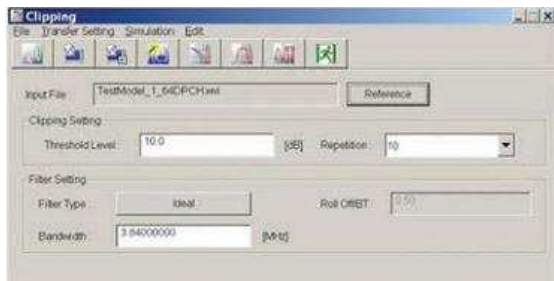 Clipping
File Transfer Setting Simulation Edit
Input File : TestModel_1_64DPCH.wvi Reference
Clipping Setting
Threshold Level : 10.0 [dB] Repetition : 10
Filter Setting
Filter Type : Ideal Roll Off/BT : 0.50
Bandwidth : 3.84000000 [MHz]